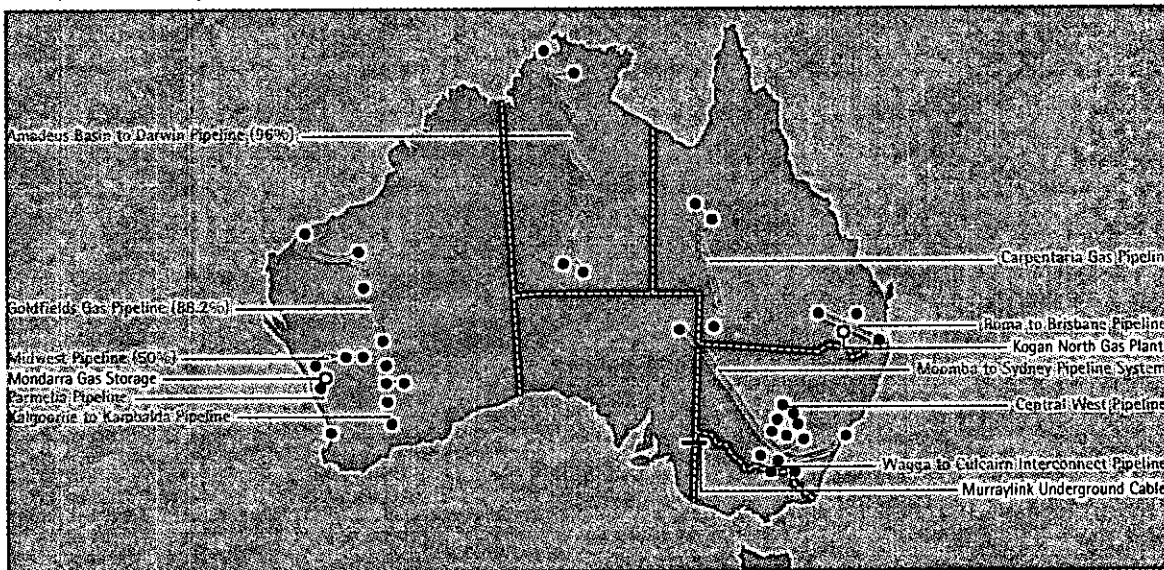 Amadeus Basin to Darwin Pipeline (96%)
Goldfields Gas Pipeline (88.2%)
Midwest Pipeline (50%)
Mondarra Gas Storage
Parmelia Pipeline
Kalgoorlie to Kambalda Pipeline
Carpentaria Gas Pipeline
Roma to Brisbane Pipeline
Kogan North Gas Plant
Moomba to Sydney Pipeline System
Central West Pipeline
Wagga to Culcairn Interconnect Pipeline
Murraylink Underground Cable